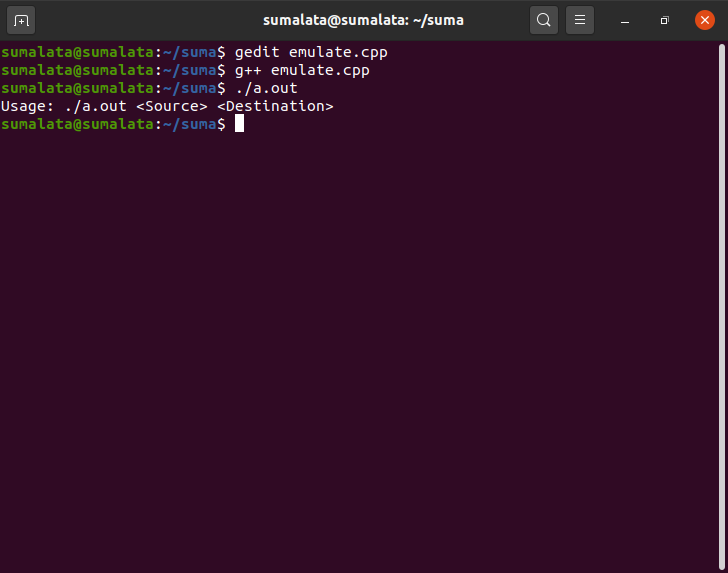 sumalata@sumalata: ~/suma
sumalata@sumalata:~/suma$ gedit emulate.cpp
sumalata@sumalata:~/suma$ g++ emulate.cpp
sumalata@sumalata:~/suma$ ./a.out
Usage: ./a.out <Source> <Destination>
sumalata@sumalata:~/suma$